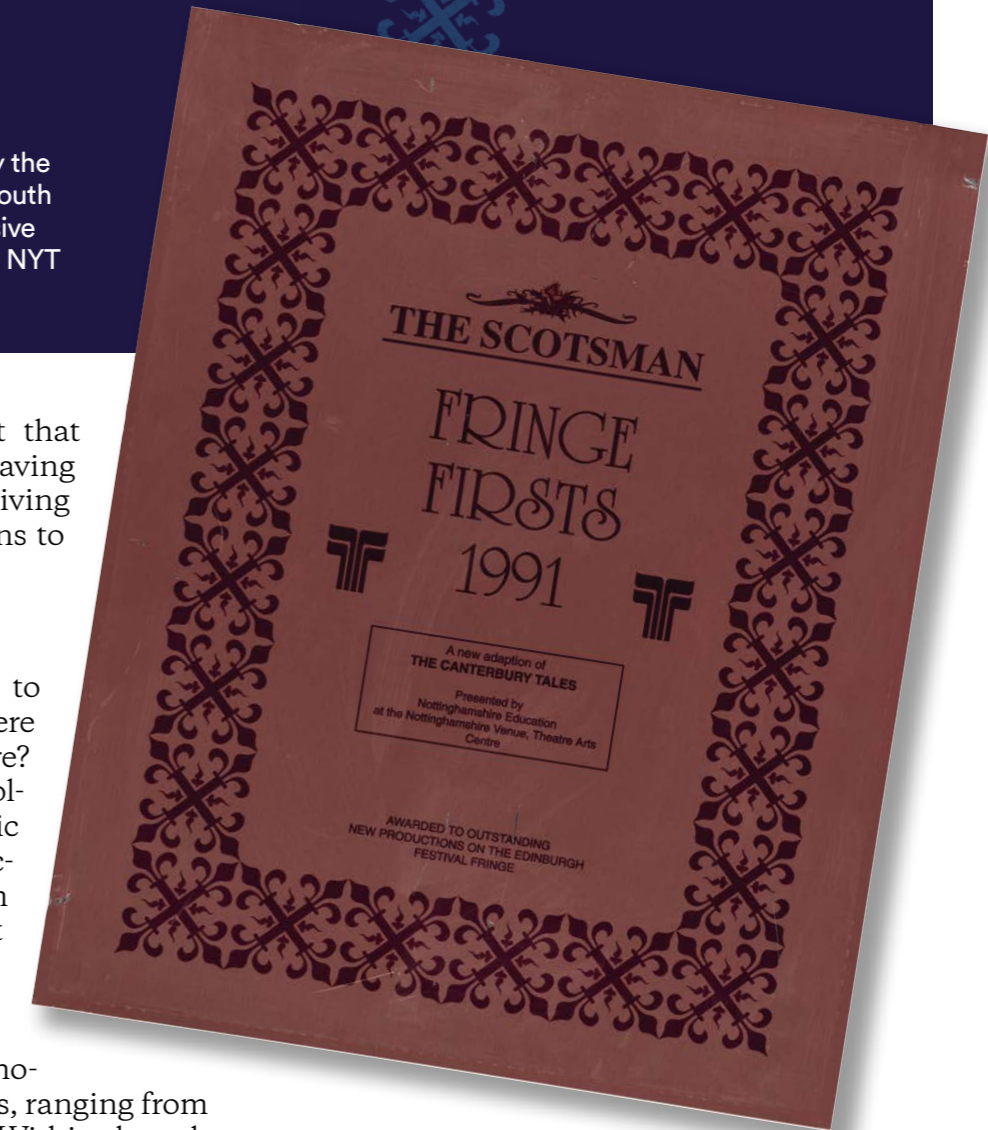 y the
outh
sive
NYT
t that
aving
iving
ns to
to
ere
re?
ol-
ic
c-
n
t
no-
s, ranging from
THE SCOTSMAN
FRINGE
FIRSTS
1991
A new adaption of
THE CANTERBURY TALES
Presented by
Nottinghamshire Education
at the Nottinghamshire Venue, Theatre Arts
Centre
AWARDED TO OUTSTANDING
NEW PRODUCTIONS ON THE EDINBURGH
FESTIVAL FRINGE